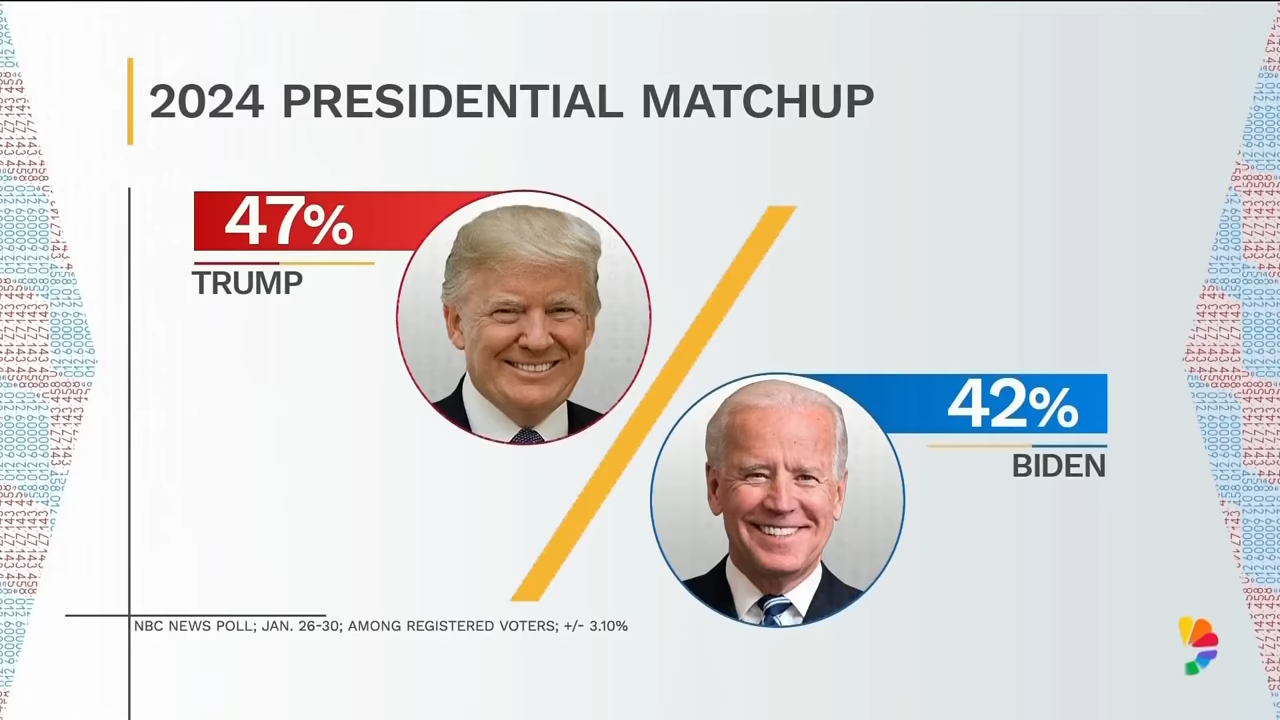 2024 PRESIDENTIAL MATCHUP
47%
TRUMP
42%
BIDEN
NBC NEWS POLL; JAN. 26-30; AMONG REGISTERED VOTERS; +/- 3.10%